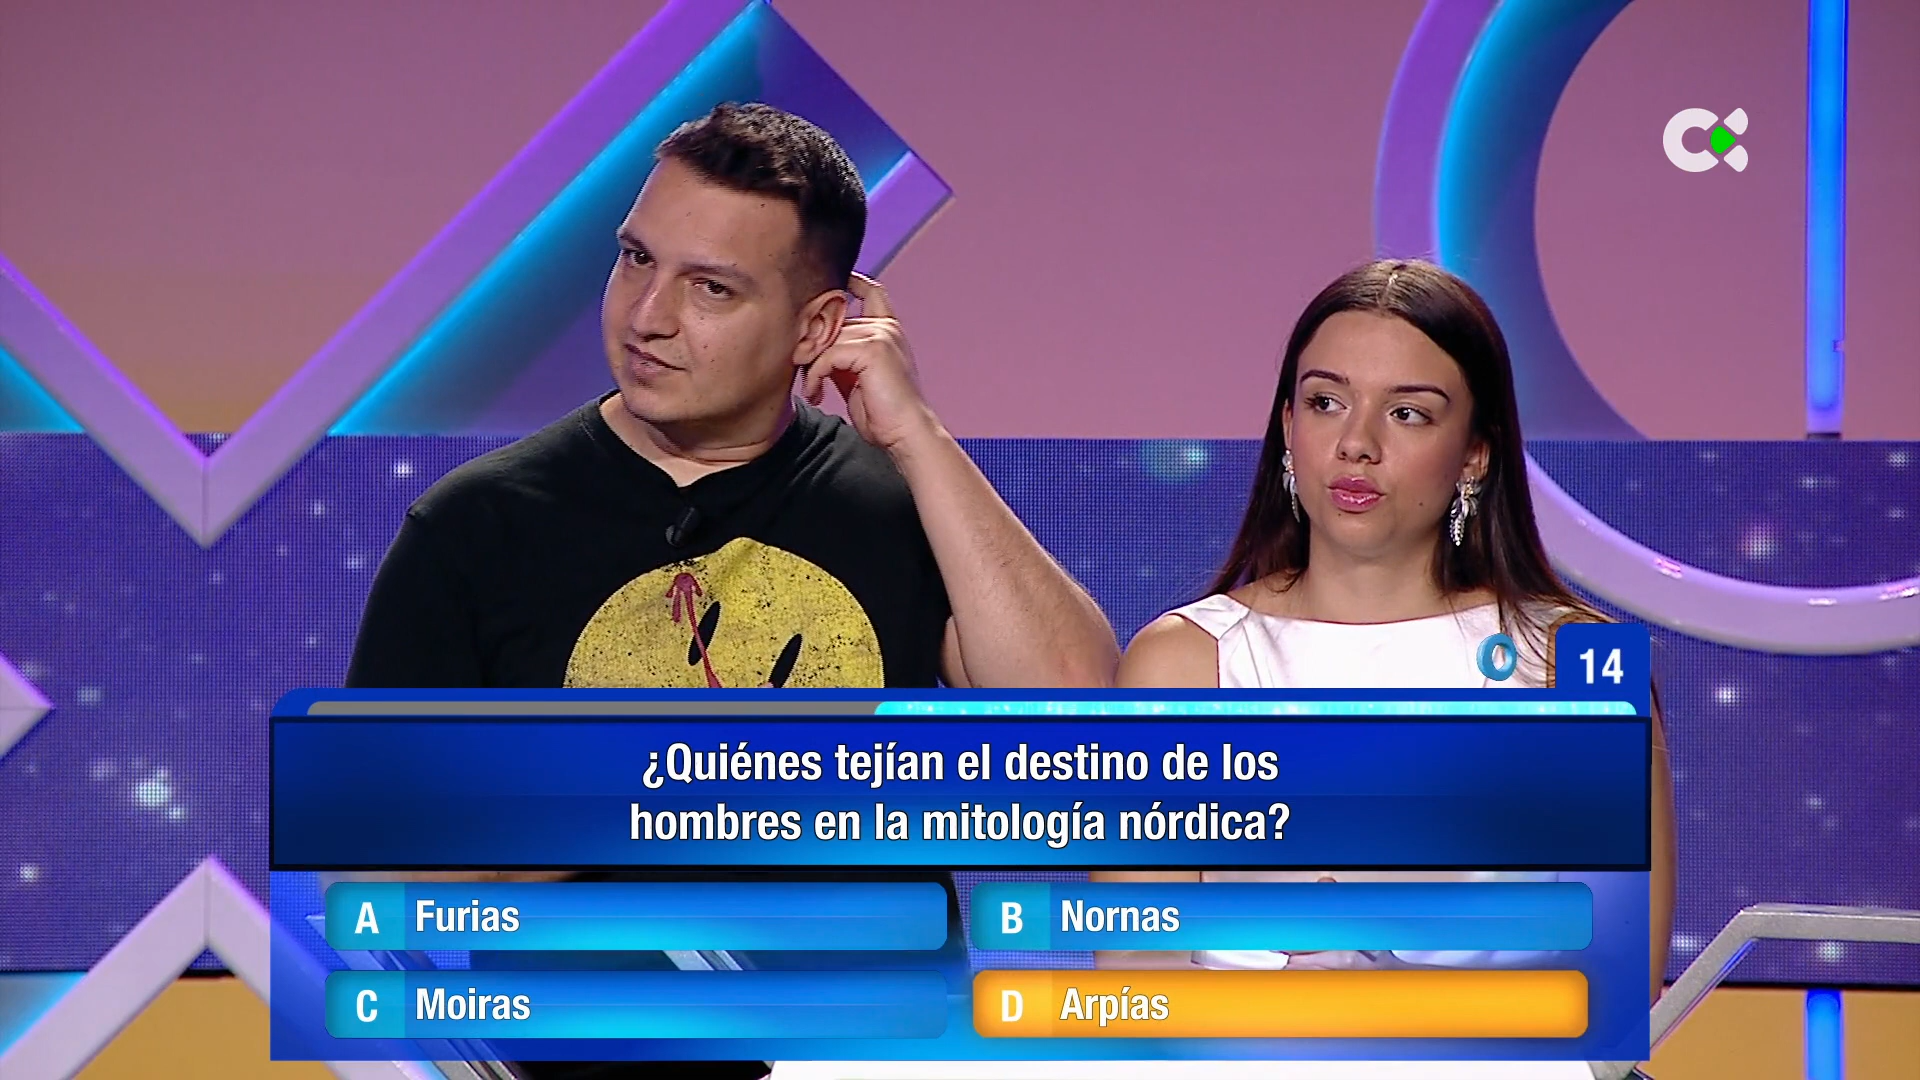 14
¿Quiénes tejían el destino de los
hombres en la mitología nórdica?
A Furias
B Nornas
C Moiras
D Arpías